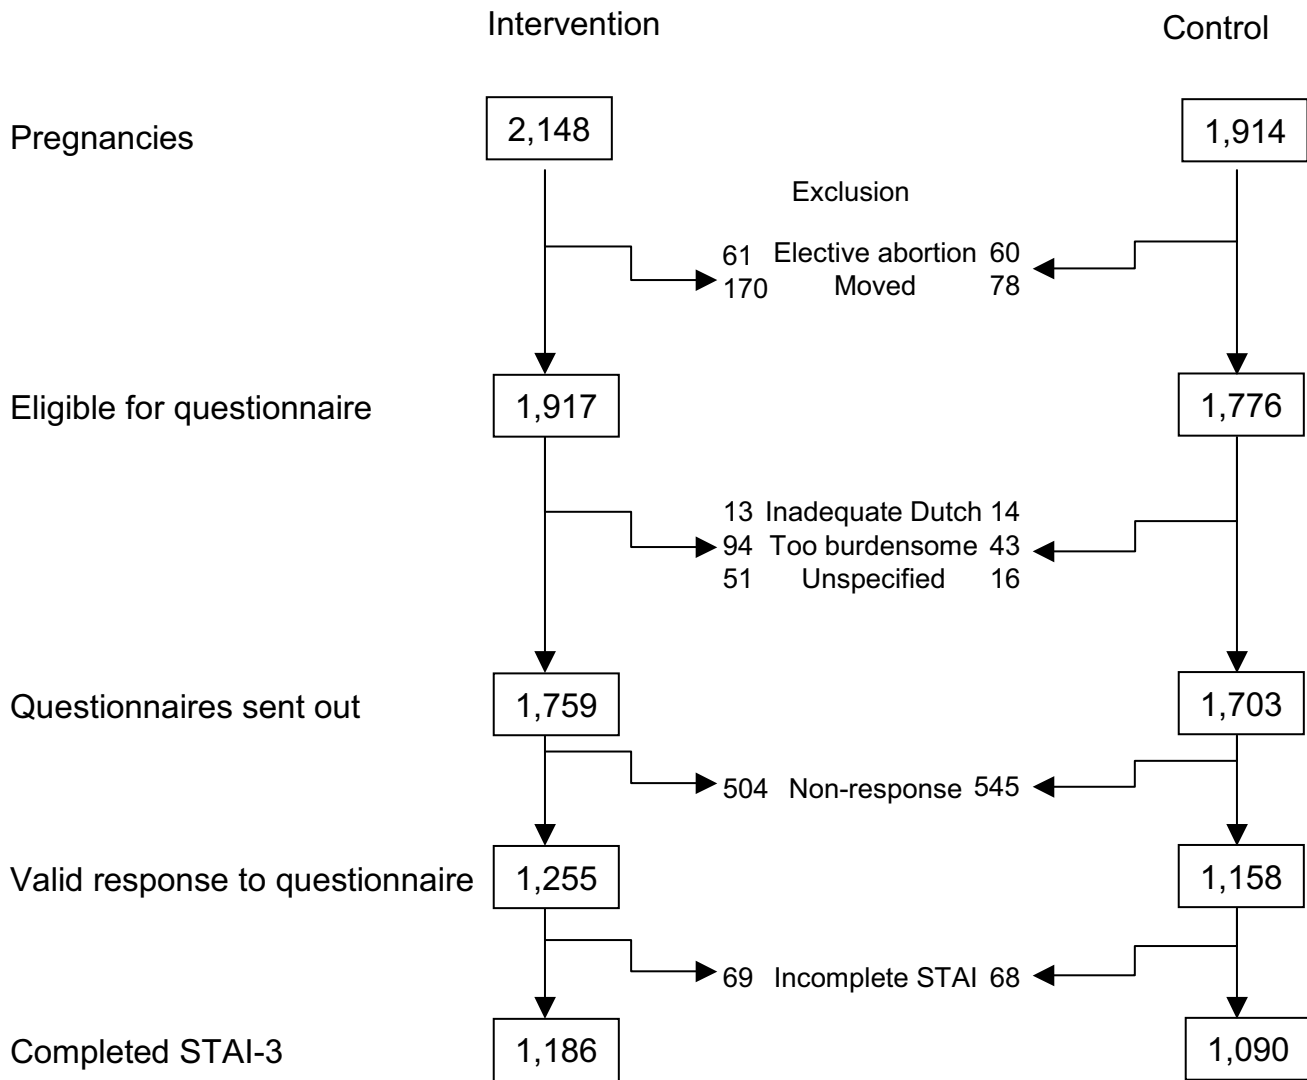 Intervention Control
Pregnancies 2,148 1,914
Exclusion
61 Elective abortion 60
170 Moved 78
Eligible for questionnaire 1,917 1,776
13 Inadequate Dutch 14
94 Too burdensome 43
51 Unspecified 16
Questionnaires sent out 1,759 1,703
504 Non-response 545
Valid response to questionnaire 1,255 1,158
69 Incomplete STAI 68
Completed STAI-3 1,186 1,090